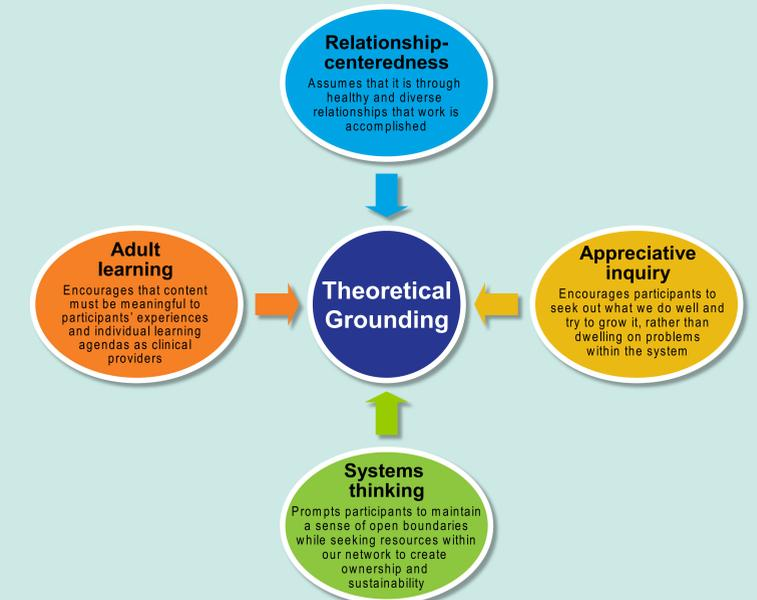 Relationship-
centeredness
Assumes that it is through
healthy and diverse
relationships that work is
accomplished
Adult
learning
Encourages that content
must be meaningful to
participants' experiences
and individual learning
agendas as clinical
providers
Theoretical
Grounding
Appreciative
inquiry
Encourages participants to
seek out what we do well and
try to grow it, rather than
dwelling on problems
within the system
Systems
thinking
Prompts participants to maintain
a sense of open boundaries
while seeking resources within
our network to create
ownership and
sustainability